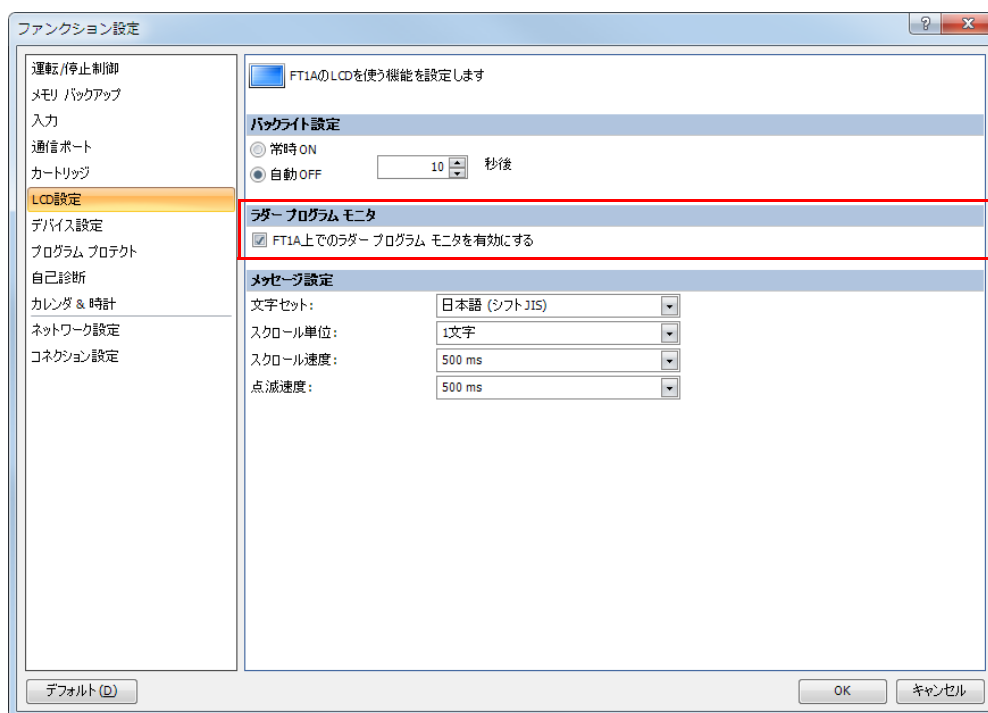 ファンクション設定
運転/停止制御
メモリ バックアップ
入力
通信ポート
カートリッジ
LCD設定
デバイス設定
プログラム プロテクト
自己診断
カレンダ & 時計
ネットワーク設定
コネクション設定
FT1AのLCDを使う機能を設定します
バックライト設定
常時ON
自動OFF 10 秒後
ラダー プログラム モニタ
FT1A上でのラダー プログラム モニタを有効にする
メッセージ設定
文字セット: 日本語 (シフトJIS)
スクロール単位: 1文字
スクロール速度: 500 ms
点滅速度: 500 ms
デフォルト(D) OK キャンセル